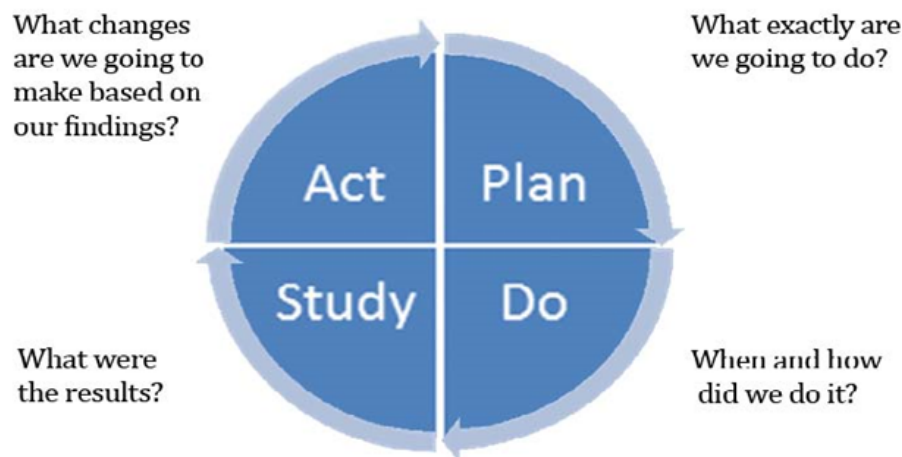 What changes
are we going to
make based on
our findings?
What exactly are
we going to do?
Act
Plan
Study
Do
What were
the results?
When and how
did we do it?